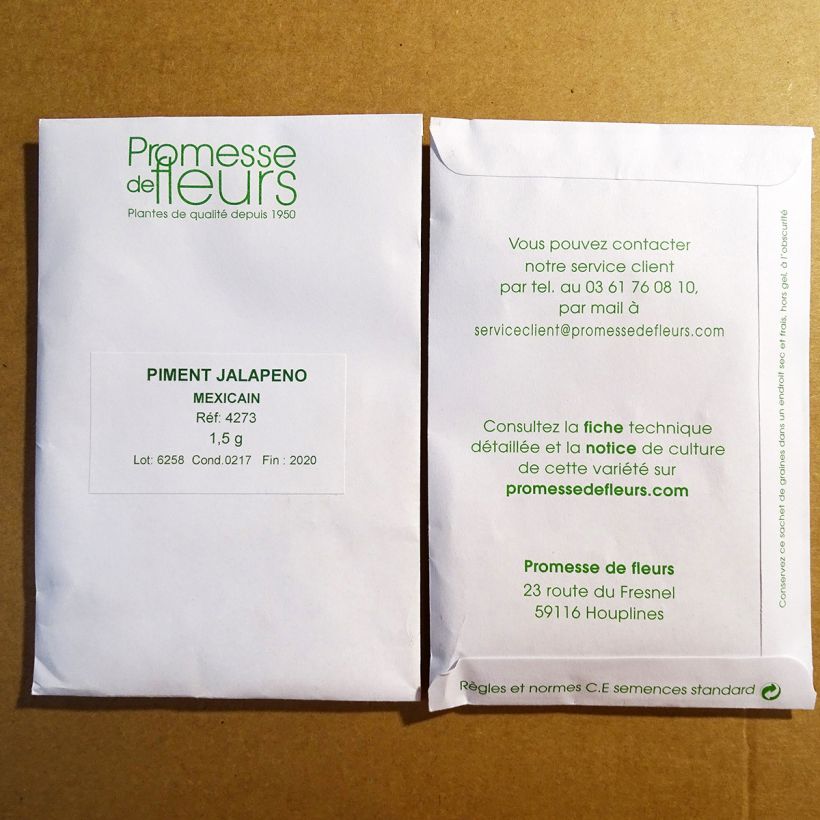 Promesse
de fleurs
Plantes de qualité depuis 1950
PIMENT JALAPENO
MEXICAIN
Réf: 4273
1,5 g
Lot: 6258 Cond.0217 Fin : 2020
Vous pouvez contacter
notre service client
par tel. au 03 61 76 08 10,
par mail à
serviceclient@promessedefleurs.com
Consultez la fiche technique
détaillée et la notice de culture
de cette variété sur
promessedefleurs.com
Promesse de fleurs
23 route du Fresnel
59116 Houplines
Règles et normes C.E semences standard
Conservez ce sachet de graines dans un endroit sec et frais, hors gel, à l'obscurité